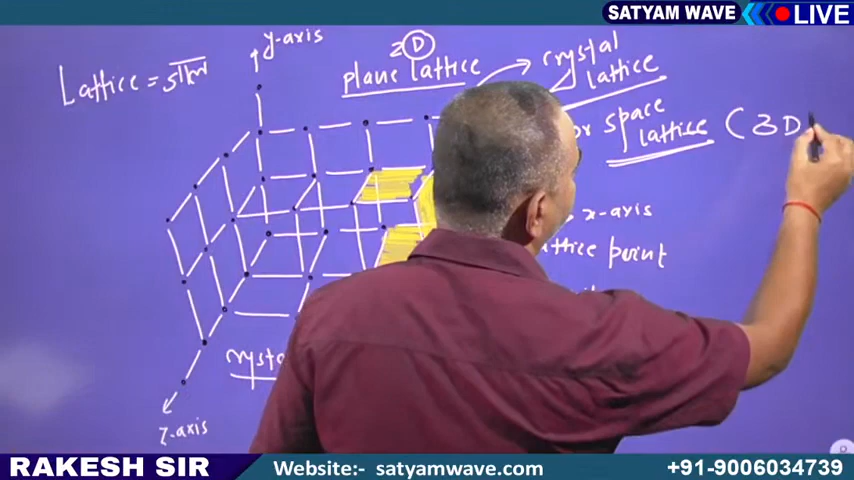 SATYAM WAVE LIVE
y-axis
2D
Lattice =
plane lattice
crystal
lattice
or space
lattice (3D
x-axis
lattice point
z-axis
RAKESH SIR
Website:- satyamwave.com
+91-9006034739